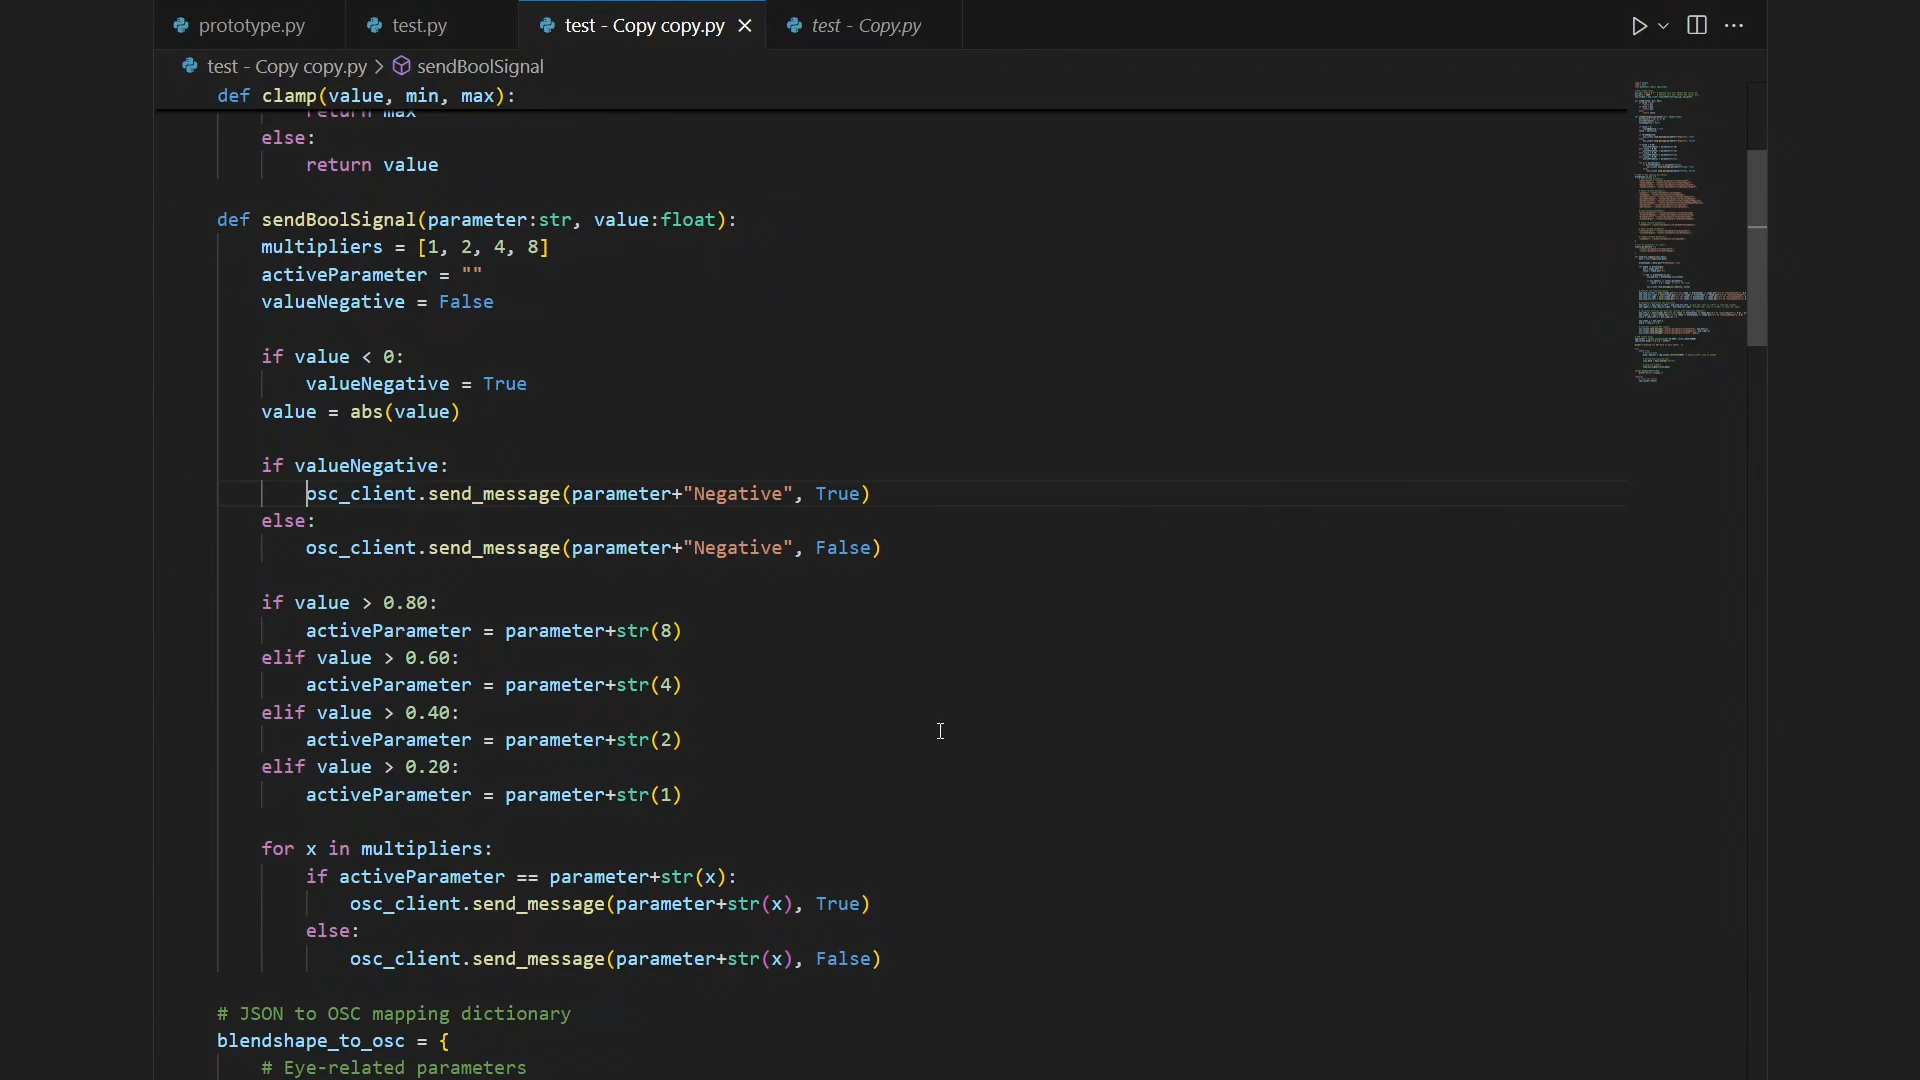 prototype.py
test.py
test - Copy copy.py
test - Copy.py
test - Copy copy.py > sendBoolSignal
def clamp(value, min, max):
return max
else:
return value
def sendBoolSignal(parameter:str, value:float):
multipliers = [1, 2, 4, 8]
activeParameter = ""
valueNegative = False
if value < 0:
valueNegative = True
value = abs(value)
if valueNegative:
osc_client.send_message(parameter+"Negative", True)
else:
osc_client.send_message(parameter+"Negative", False)
if value > 0.80:
activeParameter = parameter+str(8)
elif value > 0.60:
activeParameter = parameter+str(4)
elif value > 0.40:
activeParameter = parameter+str(2)
elif value > 0.20:
activeParameter = parameter+str(1)
for x in multipliers:
if activeParameter == parameter+str(x):
osc_client.send_message(parameter+str(x), True)
else:
osc_client.send_message(parameter+str(x), False)
# JSON to OSC mapping dictionary
blendshape_to_osc = {
# Eye-related parameters